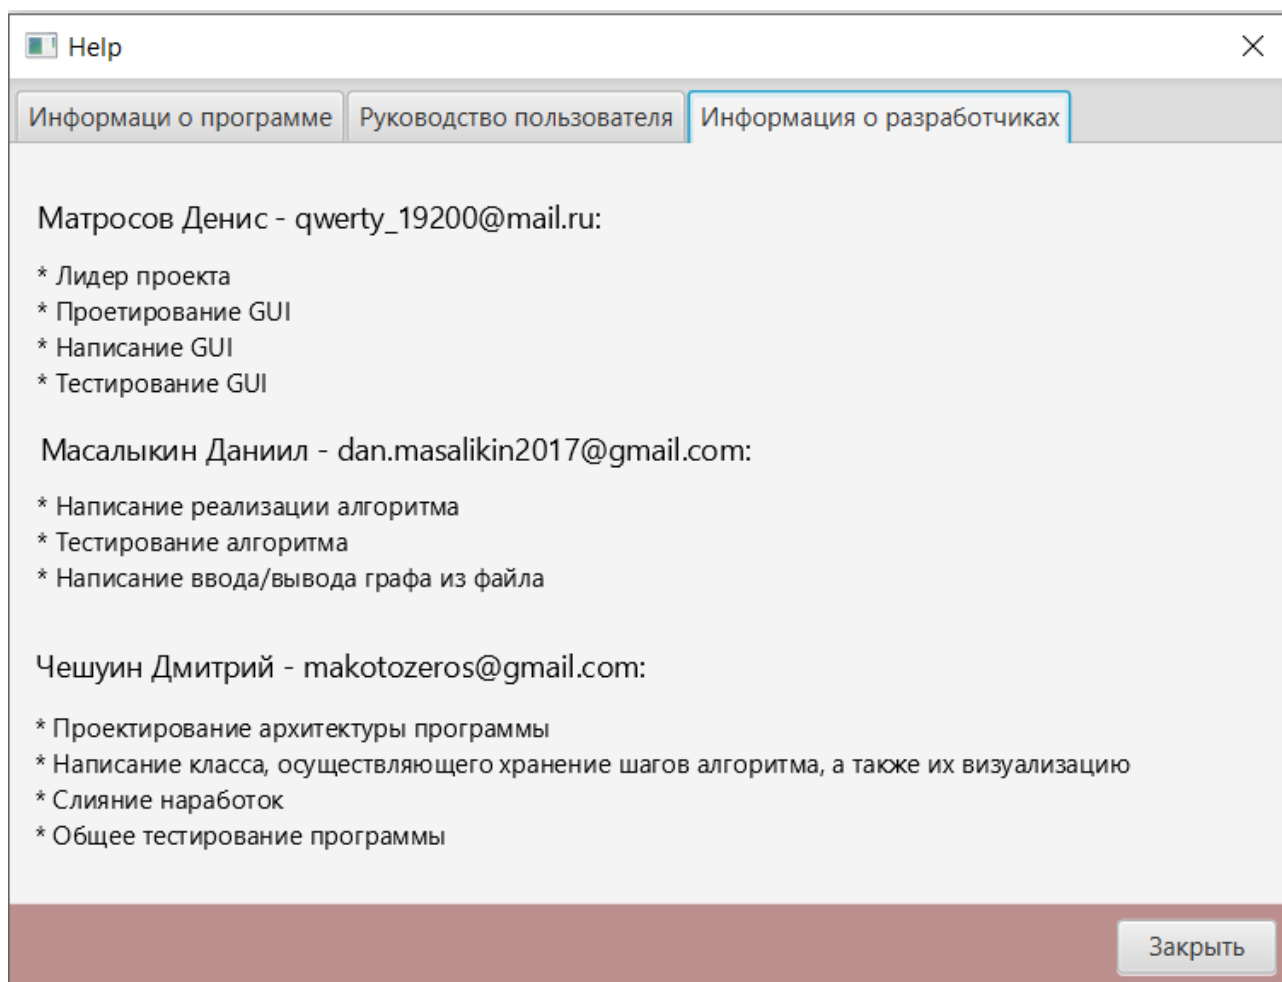 Help
Информаци о программе Руководство пользователя Информация о разработчиках
Матросов Денис - qwerty_19200@mail.ru:
* Лидер проекта
* Проетирование GUI
* Написание GUI
* Тестирование GUI
Масалыкин Даниил - dan.masalikin2017@gmail.com:
* Написание реализации алгоритма
* Тестирование алгоритма
* Написание ввода/вывода графа из файла
Чешуин Дмитрий - makotozeros@gmail.com:
* Проектирование архитектуры программы
* Написание класса, осуществляющего хранение шагов алгоритма, а также их визуализацию
* Слияние наработок
* Общее тестирование программы
Закрыть